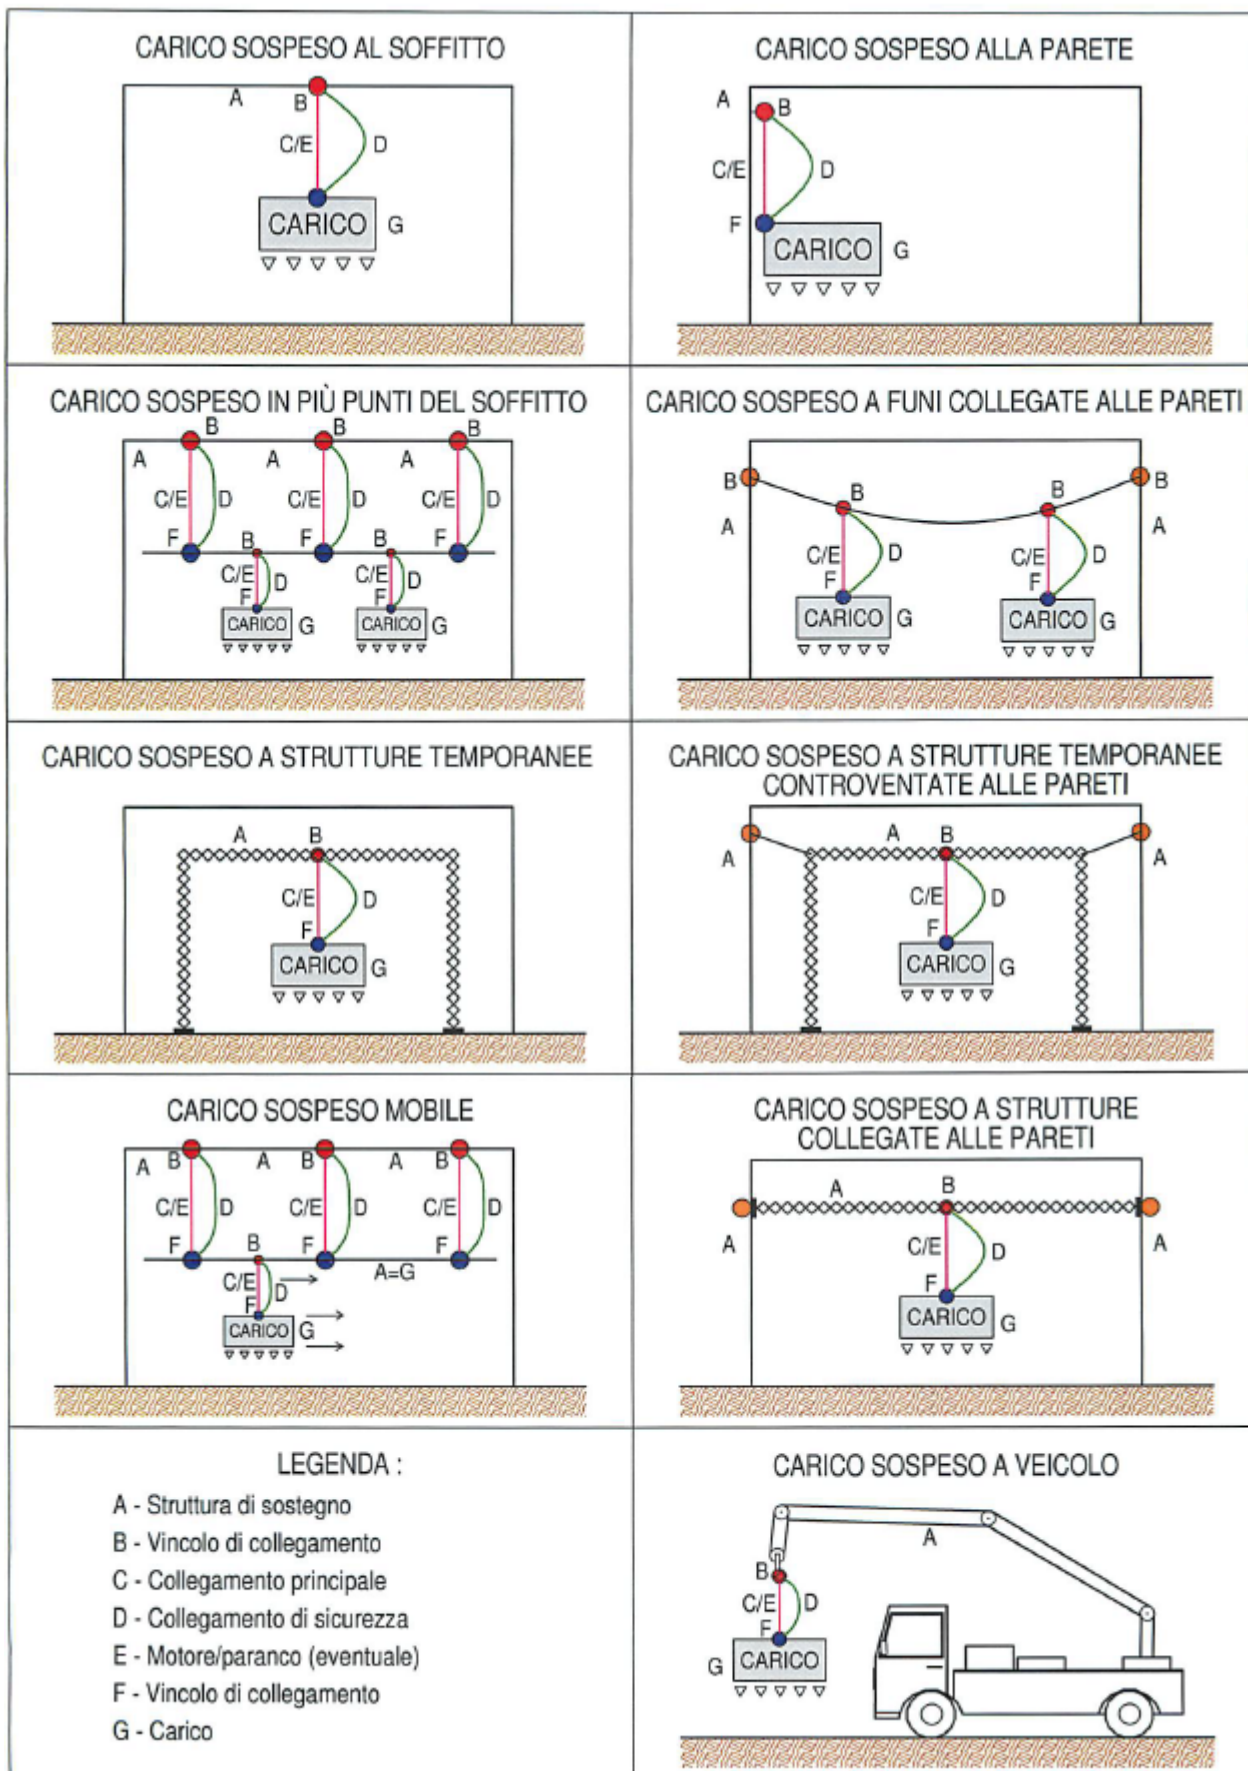 CARICO SOSPESO AL SOFFITTO
A
B
C/E
D
CARICO
G
CARICO SOSPESO ALLA PARETE
A
B
C/E
D
F
CARICO
G
CARICO SOSPESO IN PIÙ PUNTI DEL SOFFITTO
B
B
B
A
A
A
C/E
D
C/E
D
C/E
D
F
B
F
B
F
C/E
D
C/E
D
F
F
CARICO
G
CARICO
G
CARICO SOSPESO A FUNI COLLEGATE ALLE PARETI
B
B
B
B
A
A
C/E
D
C/E
D
F
F
CARICO
G
CARICO
G
CARICO SOSPESO A STRUTTURE TEMPORANEE
A
B
C/E
D
F
CARICO
G
CARICO SOSPESO A STRUTTURE TEMPORANEE
CONTROVENTATE ALLE PARETI
A
B
A
A
C/E
D
F
CARICO
G
CARICO SOSPESO MOBILE
A
B
A
B
A
B
C/E
D
C/E
D
C/E
D
F
B
F
F
A=G
C/E
D
F
CARICO
G
CARICO SOSPESO A STRUTTURE
COLLEGATE ALLE PARETI
A
B
A
A
C/E
D
F
CARICO
G
LEGENDA :
A - Struttura di sostegno
B - Vincolo di collegamento
C - Collegamento principale
D - Collegamento di sicurezza
E - Motore/paranco (eventuale)
F - Vincolo di collegamento
G - Carico
CARICO SOSPESO A VEICOLO
A
B
C/E
D
F
G
CARICO